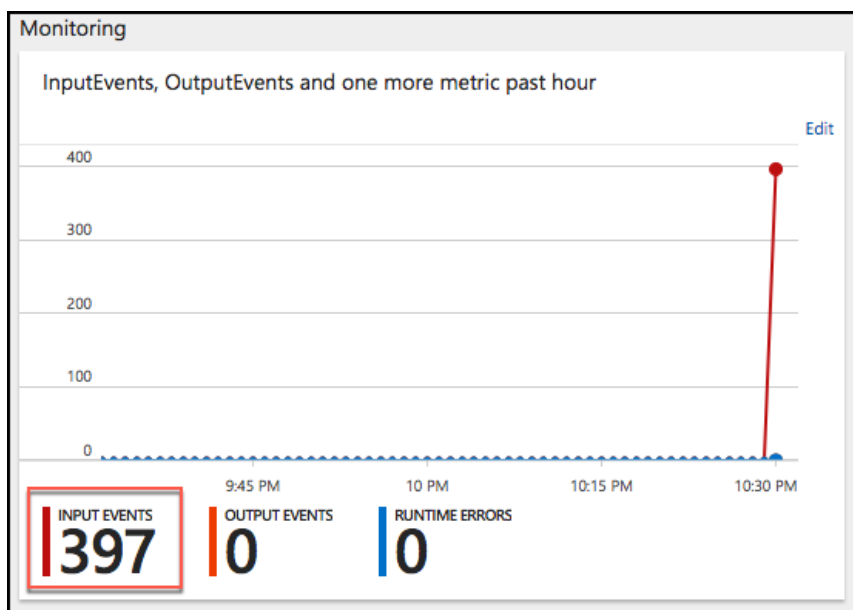 Monitoring
InputEvents, OutputEvents and one more metric past hour
Edit
400
300
200
100
0
9:45 PM 10 PM 10:15 PM 10:30 PM
INPUT EVENTS OUTPUT EVENTS RUNTIME ERRORS
397 0 0